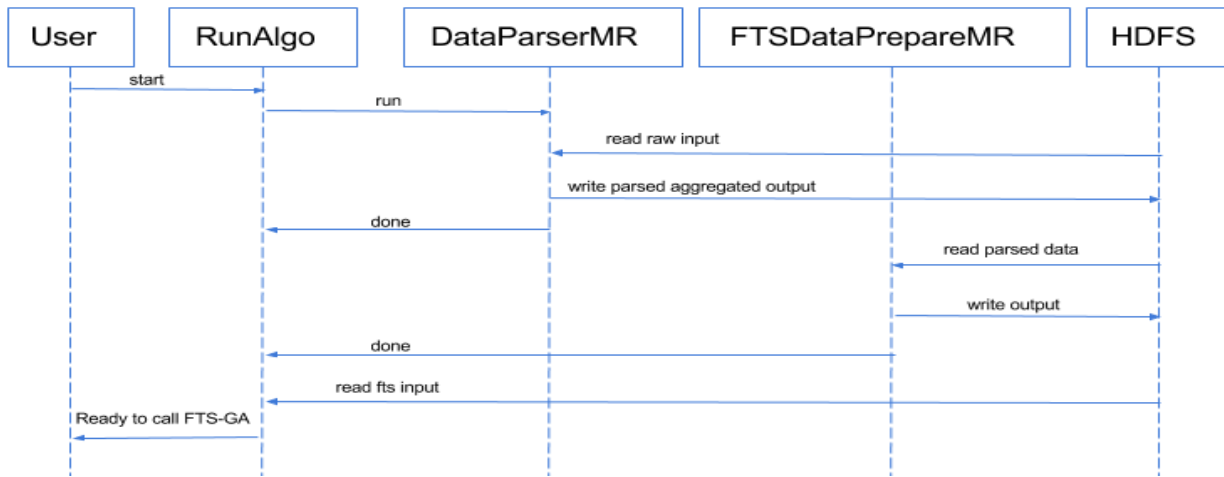 User
RunAlgo
DataParserMR
FTSDataPrepareMR
HDFS
start
run
read raw input
write parsed aggregated output
done
read parsed data
write output
done
read fts input
Ready to call FTS-GA